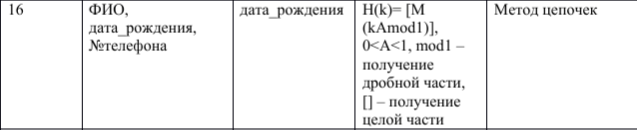 16 ФИО, дата_рождения H(k)= [M Метод цепочек
дата_рождения, (kAmod1)],
№телефона 0<A<1, mod1 –
получение
дробной части,
[] – получение
целой части